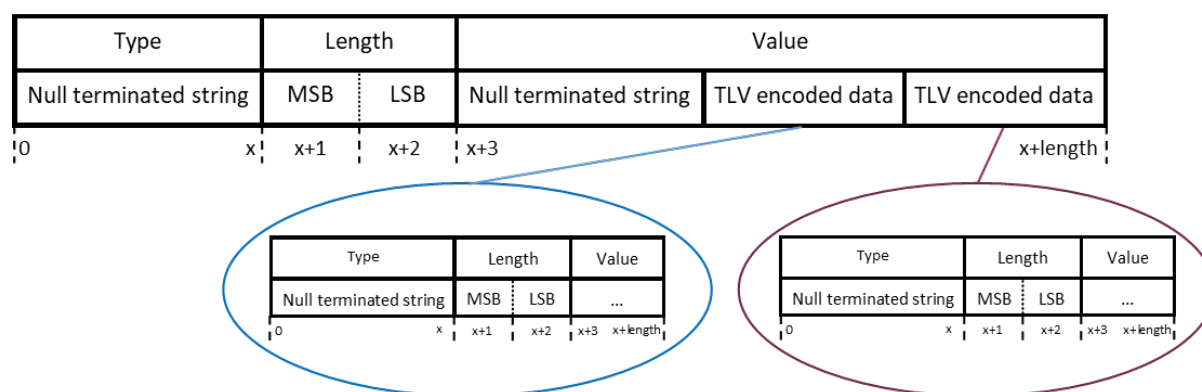 Type Length Value
Null terminated string MSB LSB Null terminated string TLV encoded data TLV encoded data
0 x x+1 x+2 x+3 x+length
Type Length Value
Null terminated string MSB LSB ...
0 x x+1 x+2 x+3 x+length
Type Length Value
Null terminated string MSB LSB ...
0 x x+1 x+2 x+3 x+length